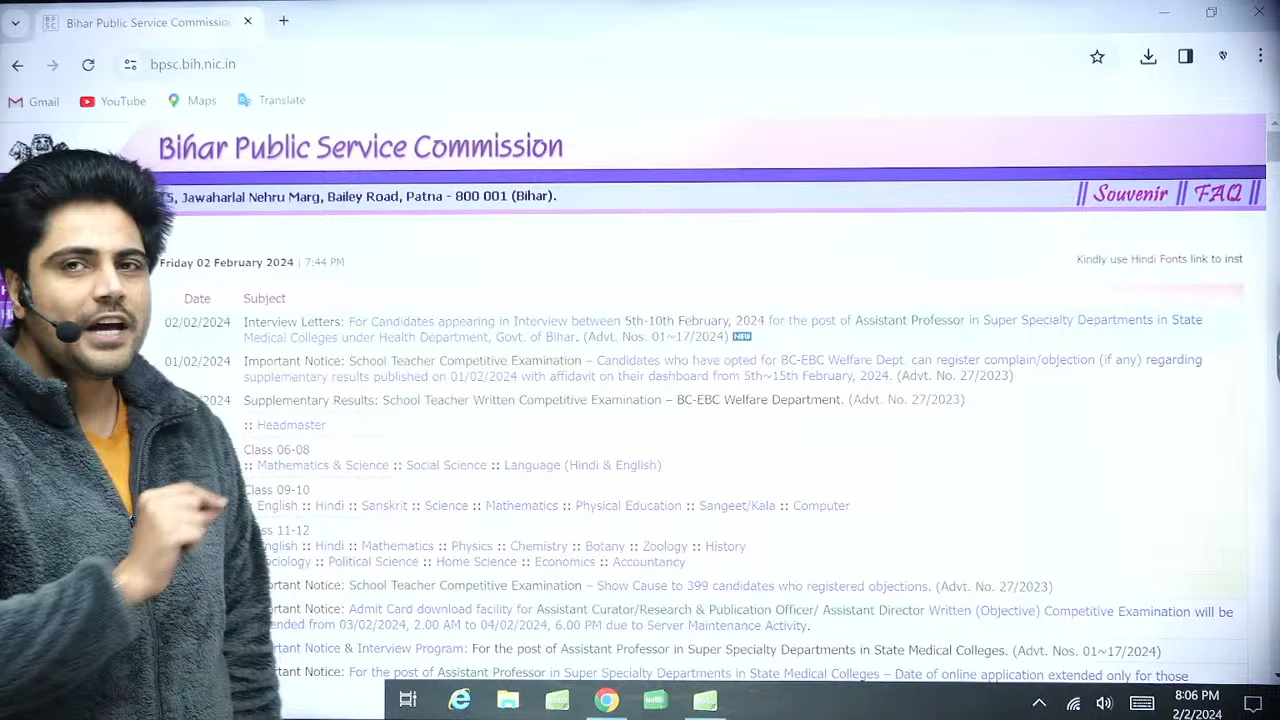 Bihar Public Service Commissio
bpsc.bih.nic.in
Gmail YouTube Maps Translate
Bihar Public Service Commission
5, Jawaharlal Nehru Marg, Bailey Road, Patna - 800 001 (Bihar).
|| Souvenir || FAQ ||
Friday 02 February 2024 | 7:44 PM
Kindly use Hindi Fonts link to inst
Date Subject
02/02/2024 Interview Letters: For Candidates appearing in Interview between 5th-10th February, 2024 for the post of Assistant Professor in Super Specialty Departments in State
Medical Colleges under Health Department, Govt. of Bihar. (Advt. Nos. 01~17/2024) NEW
01/02/2024 Important Notice: School Teacher Competitive Examination – Candidates who have opted for BC-EBC Welfare Dept. can register complain/objection (if any) regarding
supplementary results published on 01/02/2024 with affidavit on their dashboard from 5th~15th February, 2024. (Advt. No. 27/2023)
/2024 Supplementary Results: School Teacher Written Competitive Examination – BC-EBC Welfare Department. (Advt. No. 27/2023)
:: Headmaster
Class 06-08
:: Mathematics & Science :: Social Science :: Language (Hindi & English)
Class 09-10
English :: Hindi :: Sanskrit :: Science :: Mathematics :: Physical Education :: Sangeet/Kala :: Computer
ss 11-12
nglish :: Hindi :: Mathematics :: Physics :: Chemistry :: Botany :: Zoology :: History
ciology :: Political Science :: Home Science :: Economics :: Accountancy
ortant Notice: School Teacher Competitive Examination – Show Cause to 399 candidates who registered objections. (Advt. No. 27/2023)
rtant Notice: Admit Card download facility for Assistant Curator/Research & Publication Officer/ Assistant Director Written (Objective) Competitive Examination will be
ended from 03/02/2024, 2.00 AM to 04/02/2024, 6.00 PM due to Server Maintenance Activity.
rtant Notice & Interview Program: For the post of Assistant Professor in Super Specialty Departments in State Medical Colleges. (Advt. No. 01~17/2024)
rtant Notice: For the post of Assistant Professor in Super Specialty Departments in State Medical Colleges – Date of online application extended only for those
8:06 PM
2/2/2024